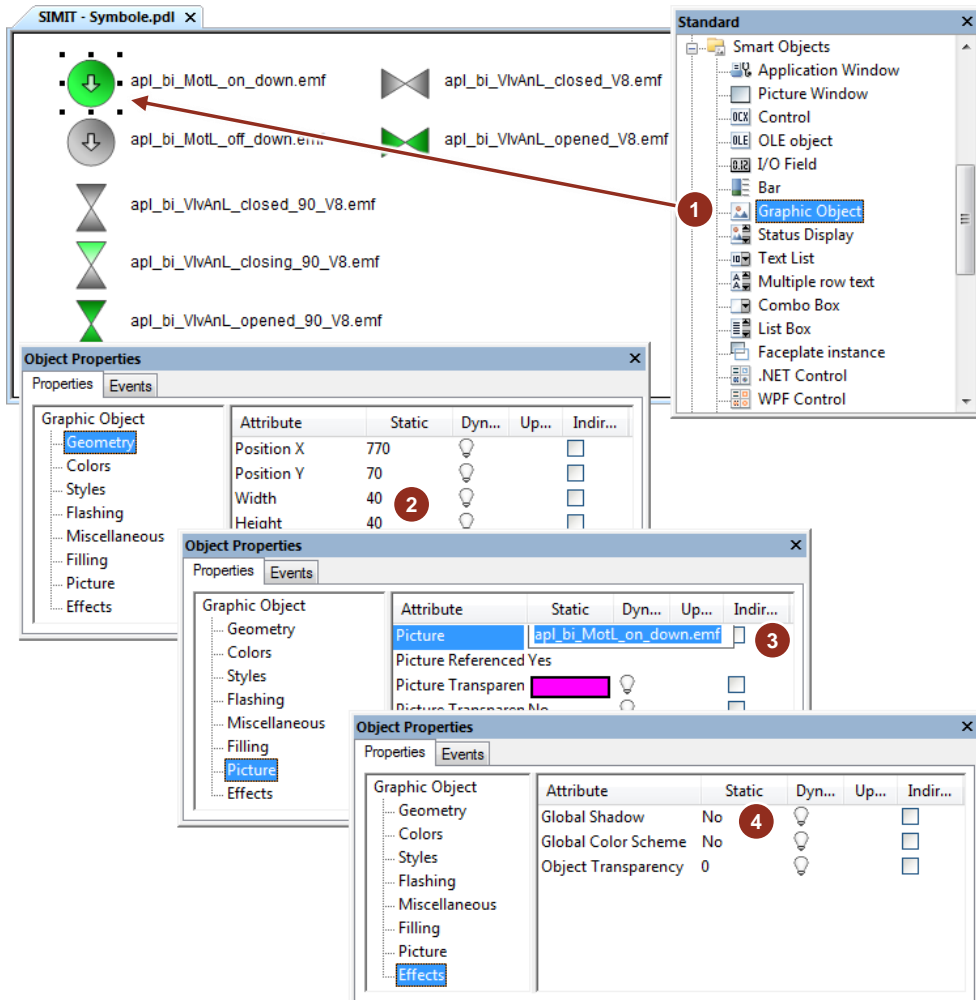 SIMIT - Symbole.pdl
apl_bi_MotL_on_down.emf
apl_bi_VlvAnL_closed_V8.emf
apl_bi_MotL_off_down.emf
apl_bi_VlvAnL_opened_V8.emf
apl_bi_VlvAnL_closed_90_V8.emf
apl_bi_VlvAnL_closing_90_V8.emf
apl_bi_VlvAnL_opened_90_V8.emf
Standard
Smart Objects
Application Window
Picture Window
OCX Control
OLE OLE object
0.12 I/O Field
Bar
1 Graphic Object
Status Display
Text List
Multiple row text
Combo Box
List Box
Faceplate instance
.NET Control
WPF Control
Object Properties
Properties Events
Graphic Object
Geometry
Colors
Styles
Flashing
Miscellaneous
Filling
Picture
Effects
Attribute Static Dyn... Up... Indir...
Position X 770
Position Y 70
Width 40
2
Height 40
Object Properties
Properties Events
Graphic Object
Geometry
Colors
Styles
Flashing
Miscellaneous
Filling
Picture
Effects
Attribute Static Dyn... Up... Indir...
Picture apl_bi_MotL_on_down.emf 3
Picture Referenced Yes
Picture Transparen
Picture Transparen No
Object Properties
Properties Events
Graphic Object
Geometry
Colors
Styles
Flashing
Miscellaneous
Filling
Picture
Effects
Attribute Static Dyn... Up... Indir...
Global Shadow No 4
Global Color Scheme No
Object Transparency 0